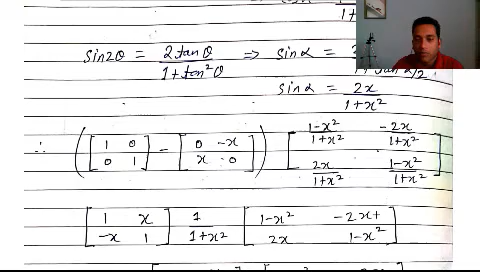 1+
sin2θ = 2tanθ / 1+tan²θ ⇒ sinα =
sinα = 2x / 1+x²
∴ ([1 0; 0 1] − [0 −x; x 0]) [1−x²/1+x² −2x/1+x²; 2x/1+x² 1−x²/1+x²]
[1 x; −x 1] 1/1+x² [1−x² −2x+; 2x 1−x²]